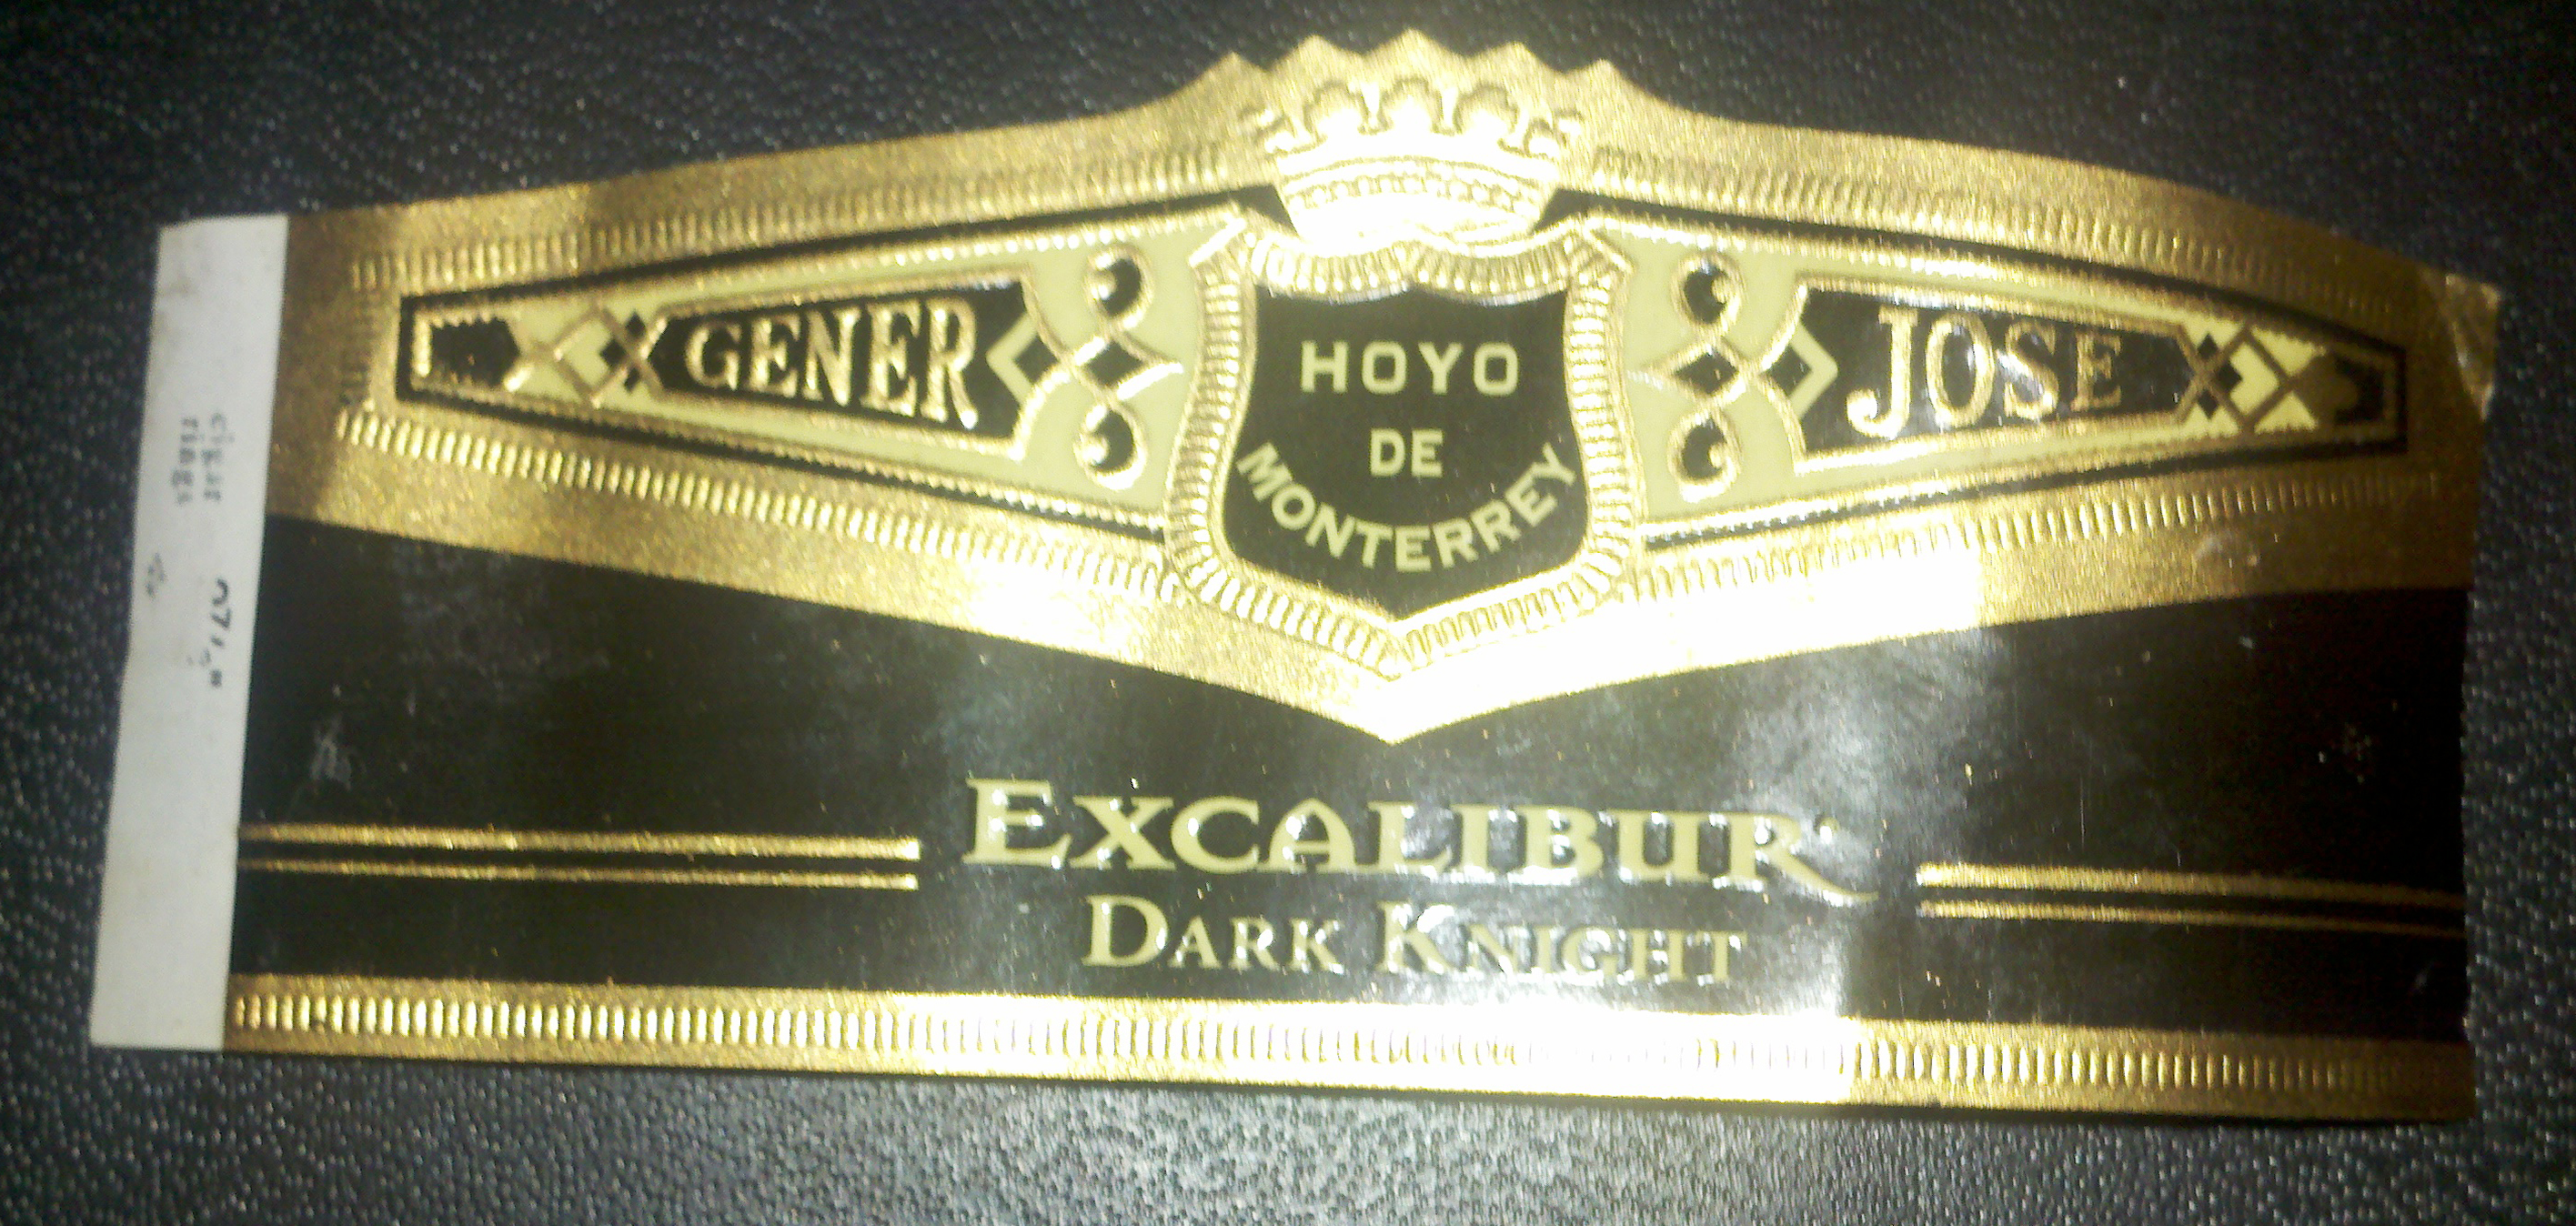 GENER
HOYO
DE
MONTERREY
JOSE
EXCALIBUR
DARK KNIGHT